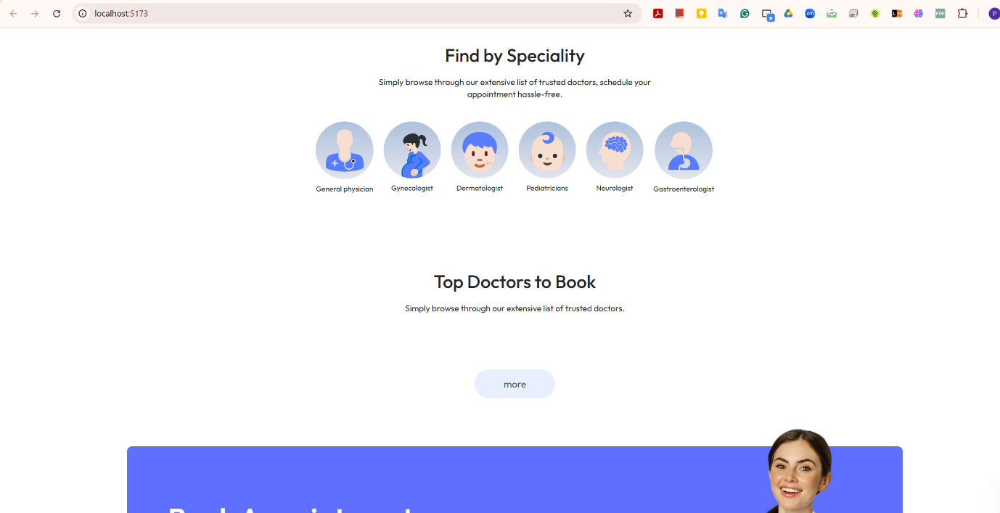 localhost:5173
Find by Speciality
Simply browse through our extensive list of trusted doctors, schedule your
appointment hassle-free.
General physician
Gynecologist
Dermatologist
Pediatricians
Neurologist
Gastroenterologist
Top Doctors to Book
Simply browse through our extensive list of trusted doctors.
more